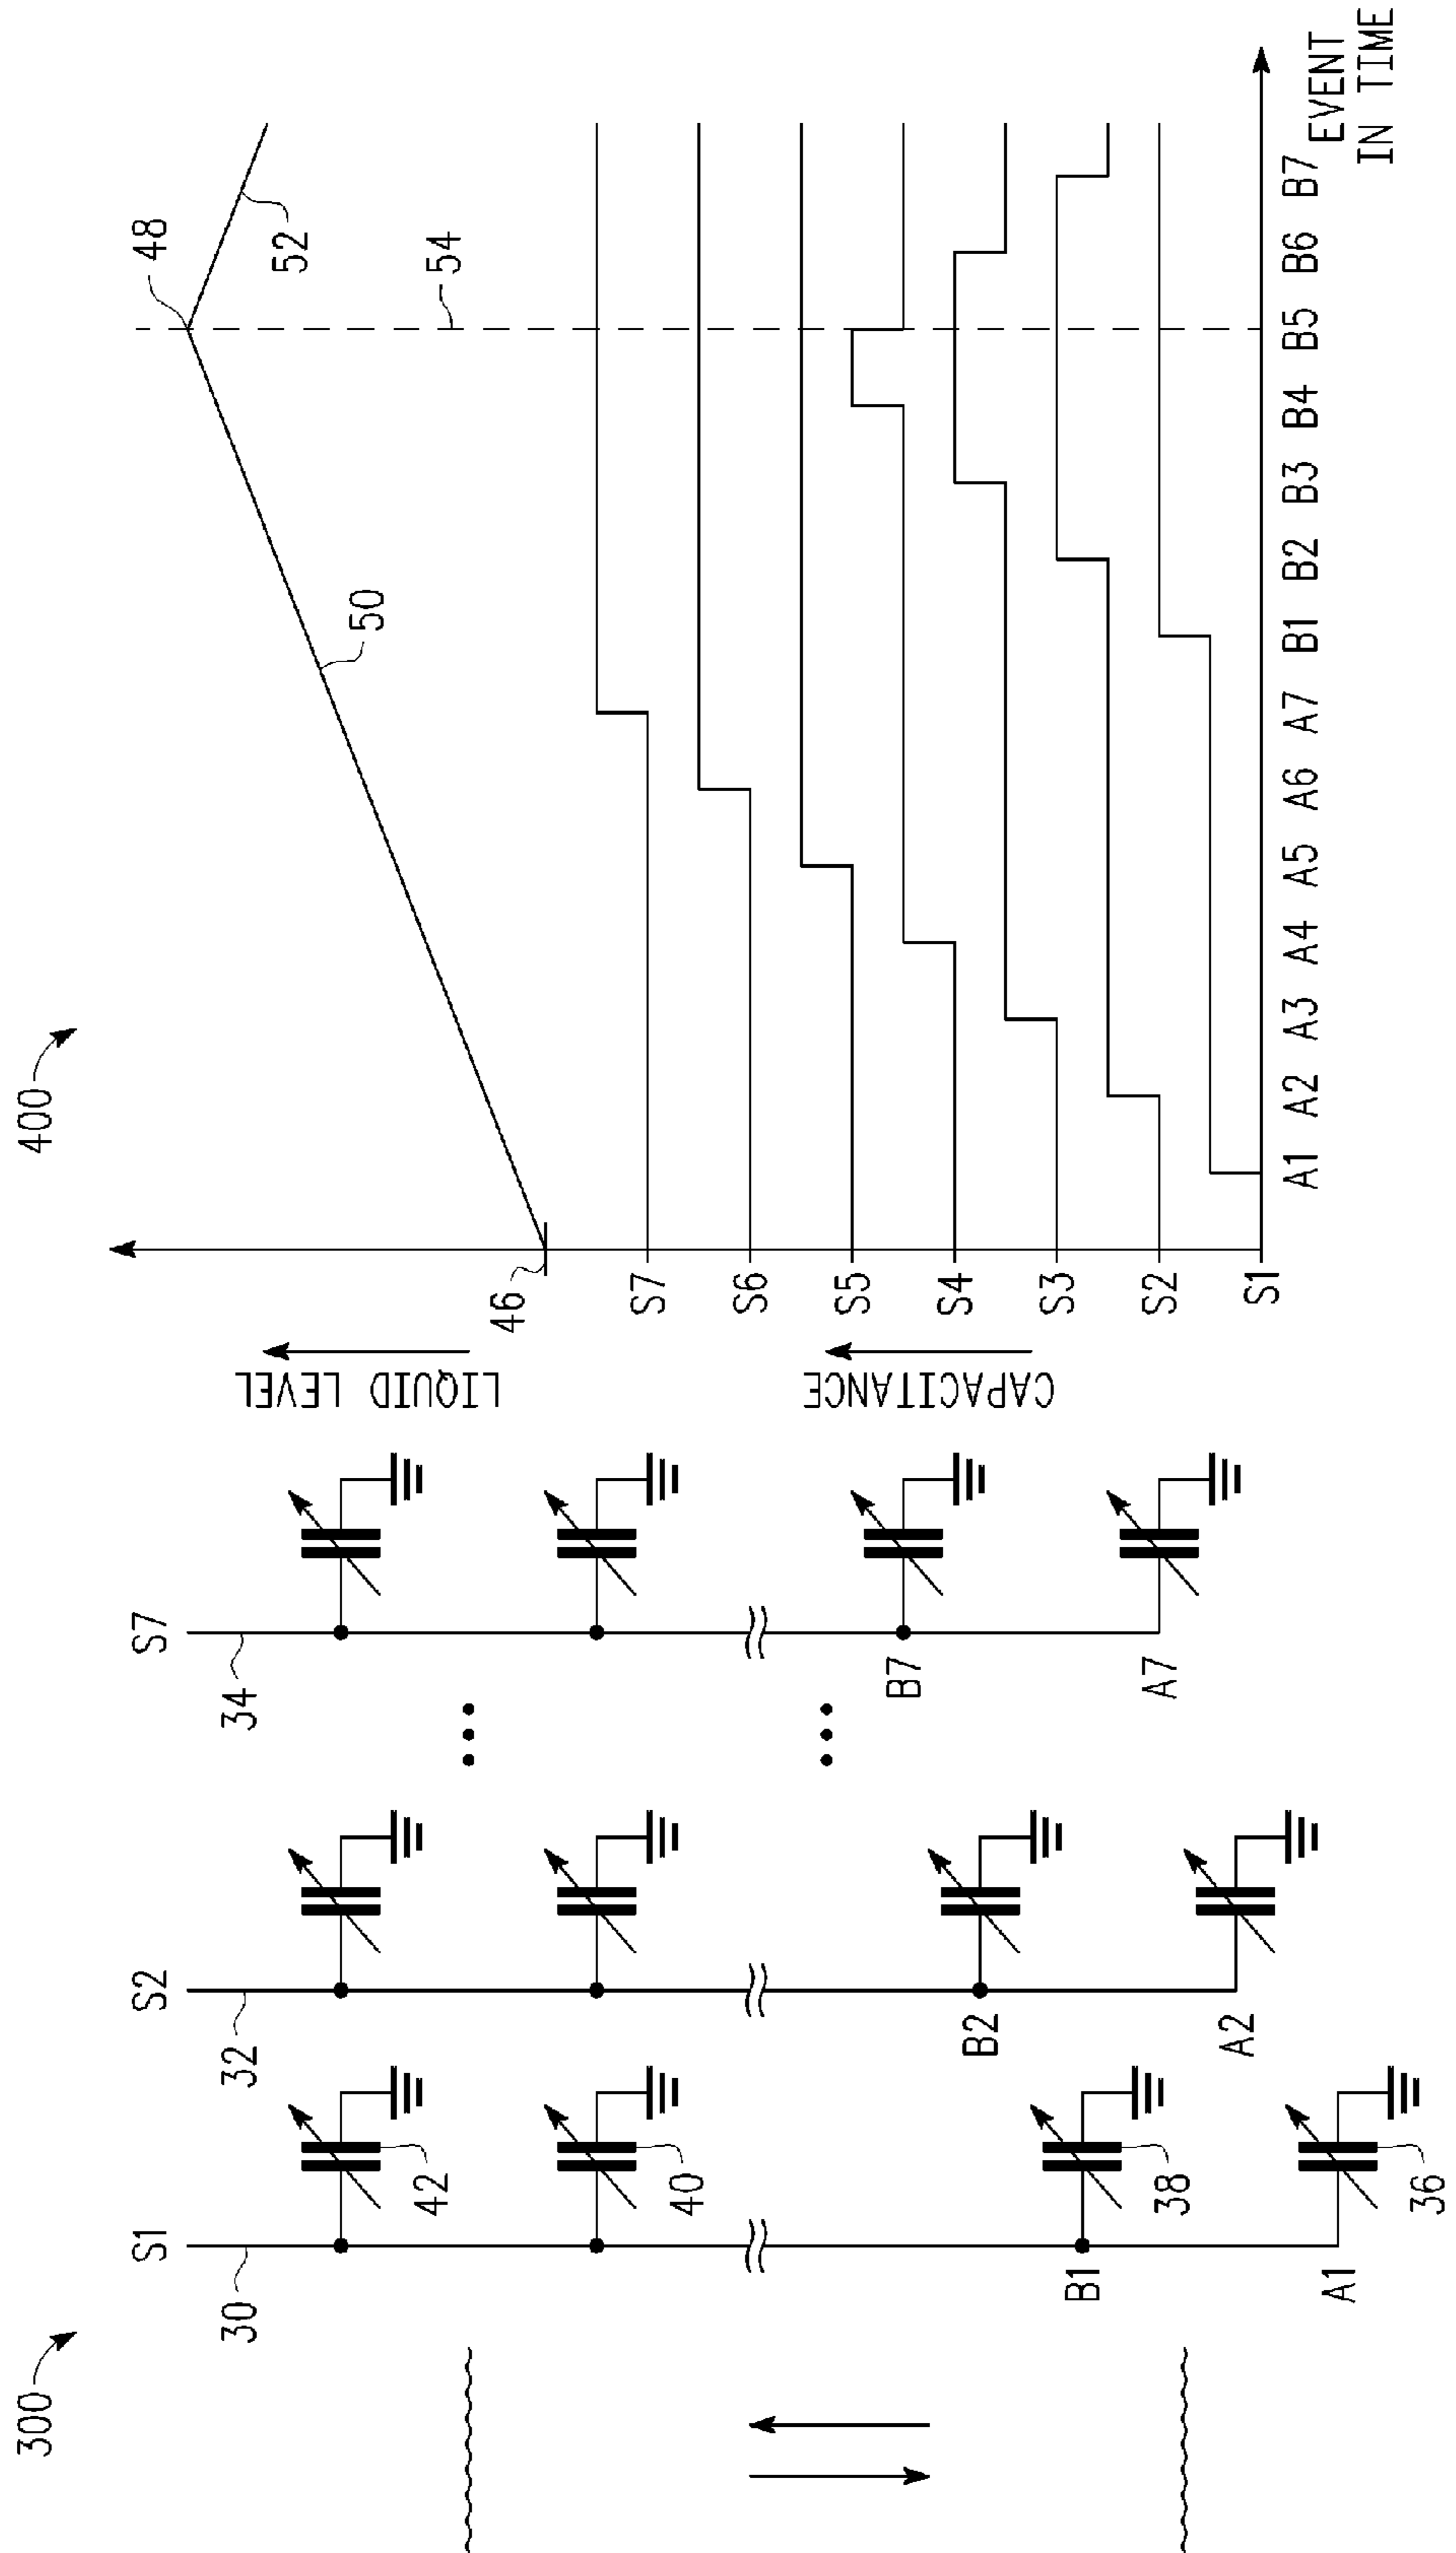 300
S1
S2
S7
30
32
34
42
40
38
36
B1
B2
B7
A1
A2
A7
400
LIQUID LEVEL
CAPACITANCE
46
48
50
52
54
S7
S6
S5
S4
S3
S2
S1
A1 A2 A3 A4 A5 A6 A7 B1 B2 B3 B4 B5 B6 B7
EVENT
IN TIME